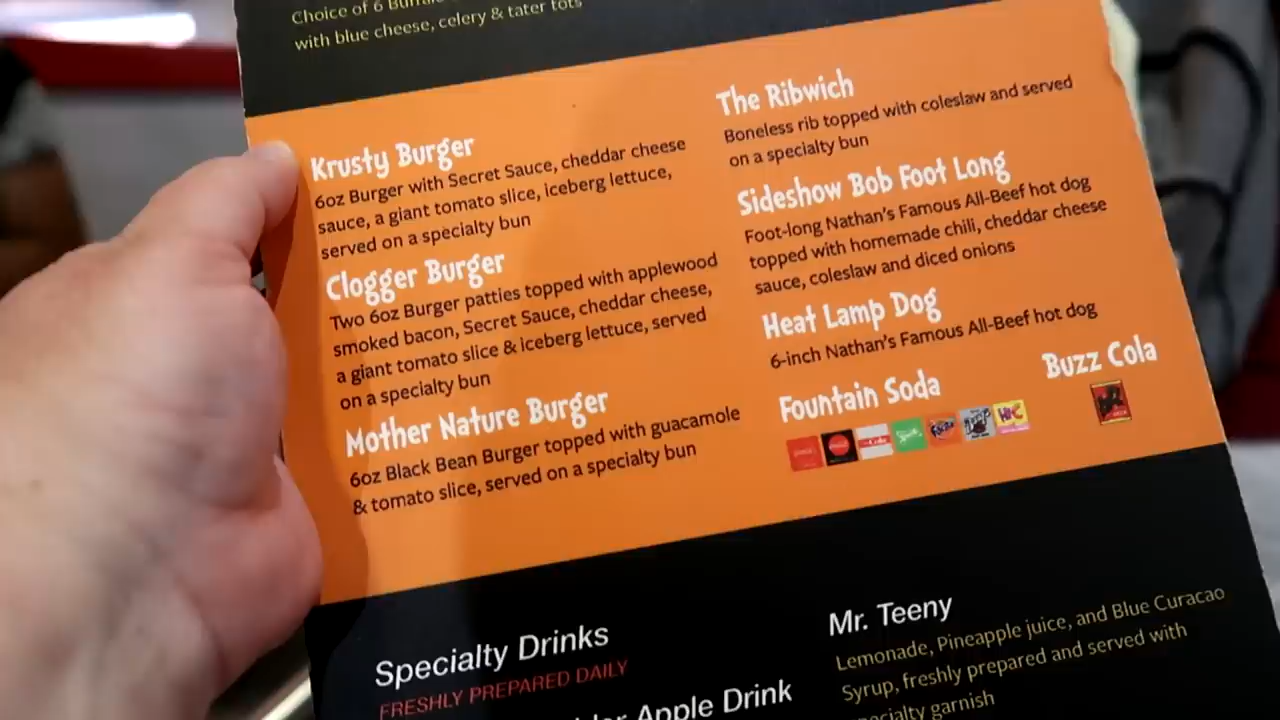 Choice of 6
with blue cheese, celery & tater tots
Krusty Burger
6oz Burger with Secret Sauce, cheddar cheese
sauce, a giant tomato slice, iceberg lettuce,
served on a specialty bun
Clogger Burger
Two 6oz Burger patties topped with applewood
smoked bacon, Secret Sauce, cheddar cheese,
a giant tomato slice & iceberg lettuce, served
on a specialty bun
Mother Nature Burger
6oz Black Bean Burger topped with guacamole
& tomato slice, served on a specialty bun
The Ribwich
Boneless rib topped with coleslaw and served
on a specialty bun
Sideshow Bob Foot Long
Foot-long Nathan's Famous All-Beef hot dog
topped with homemade chili, cheddar cheese
sauce, coleslaw and diced onions
Heat Lamp Dog
6-inch Nathan's Famous All-Beef hot dog
Fountain Soda
Buzz Cola
Specialty Drinks
FRESHLY PREPARED DAILY
Apple Drink
Mr. Teeny
Lemonade, Pineapple juice, and Blue Curacao
Syrup, freshly prepared and served with
garnish